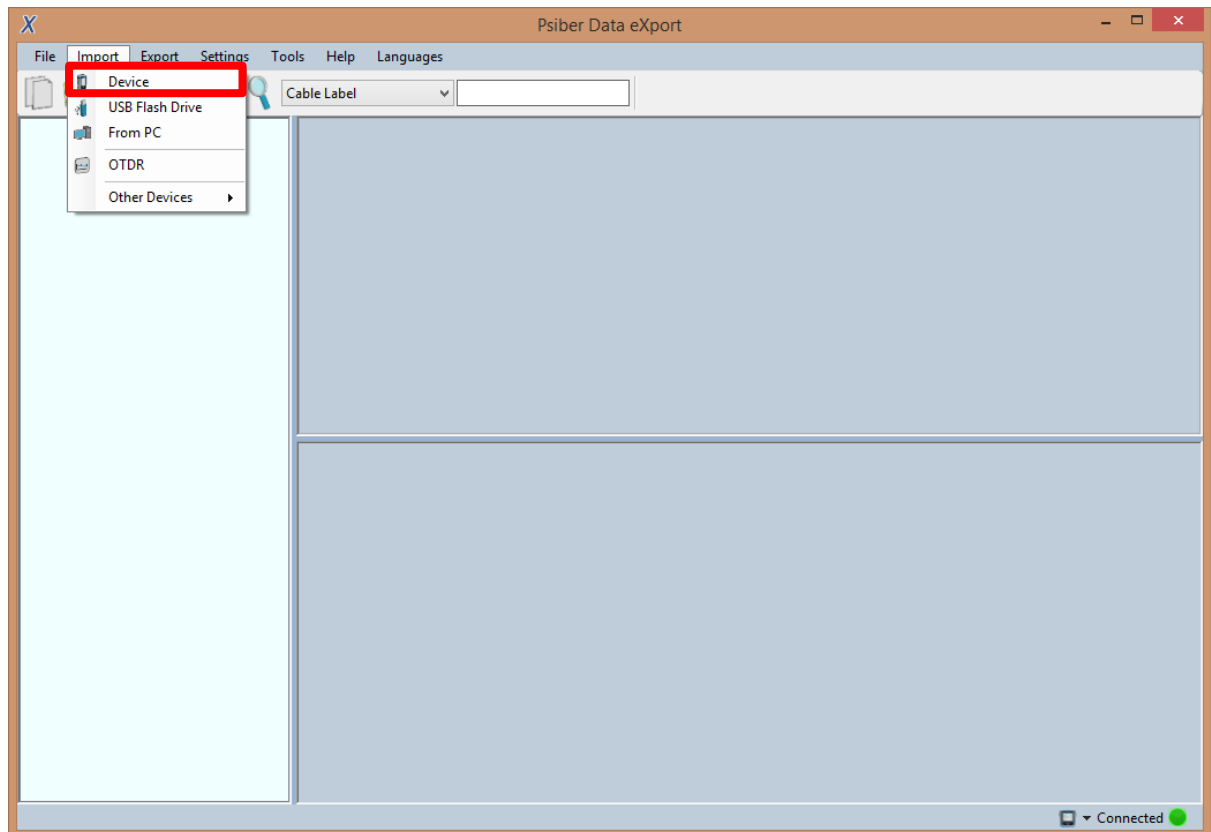 X
Psiber Data eXport
File Import Export Settings Tools Help Languages
Device
Cable Label
USB Flash Drive
From PC
OTDR
Other Devices
Connected